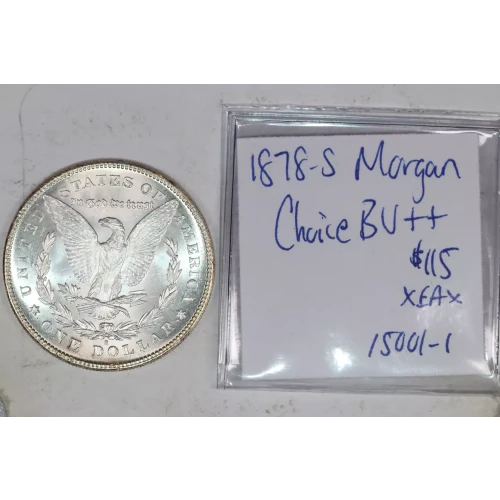 UNITED STATES OF AMERICA
In God we trust
S
ONE DOLLAR
1878-S Morgan
Choice BU++
$115
XEAX
15001-1